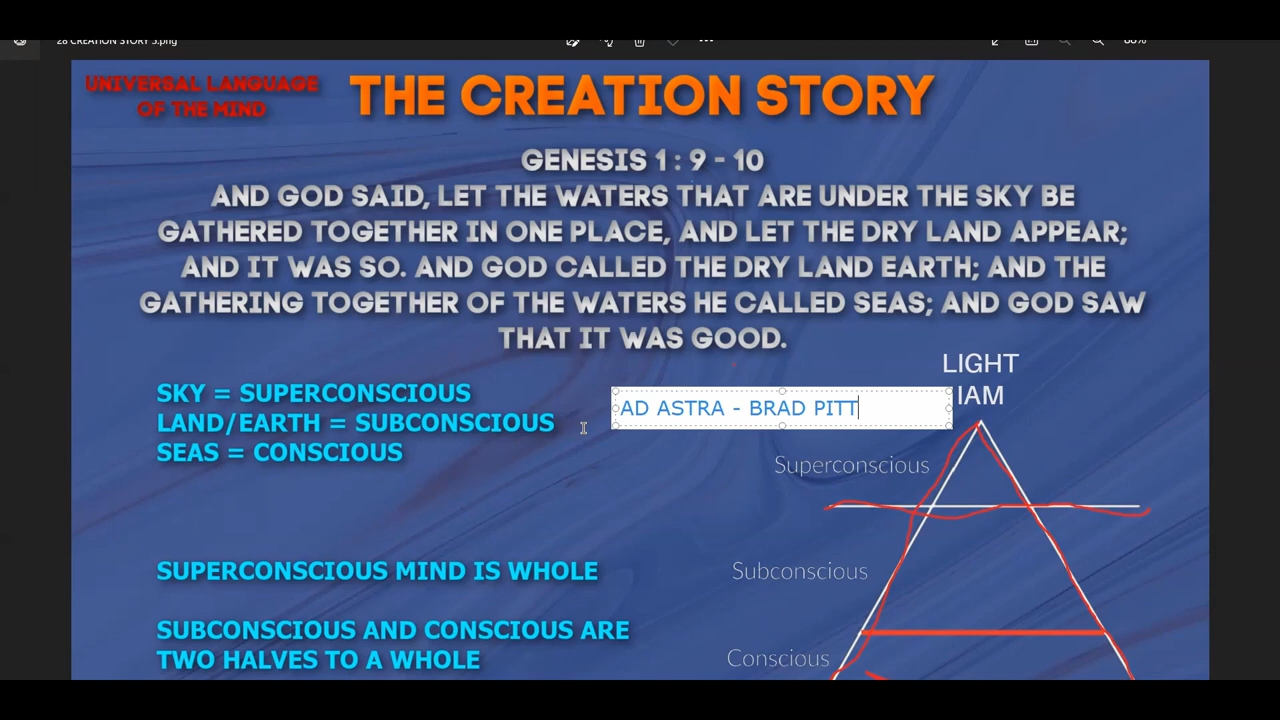 28 CREATION STORY 5.png
UNIVERSAL LANGUAGE
OF THE MIND
THE CREATION STORY
GENESIS 1 : 9 - 10
AND GOD SAID, LET THE WATERS THAT ARE UNDER THE SKY BE
GATHERED TOGETHER IN ONE PLACE, AND LET THE DRY LAND APPEAR;
AND IT WAS SO. AND GOD CALLED THE DRY LAND EARTH; AND THE
GATHERING TOGETHER OF THE WATERS HE CALLED SEAS; AND GOD SAW
THAT IT WAS GOOD.
SKY = SUPERCONSCIOUS
LAND/EARTH = SUBCONSCIOUS
SEAS = CONSCIOUS
AD ASTRA - BRAD PITT
LIGHT
IAM
Superconscious
SUPERCONSCIOUS MIND IS WHOLE
Subconscious
SUBCONSCIOUS AND CONSCIOUS ARE
TWO HALVES TO A WHOLE
Conscious